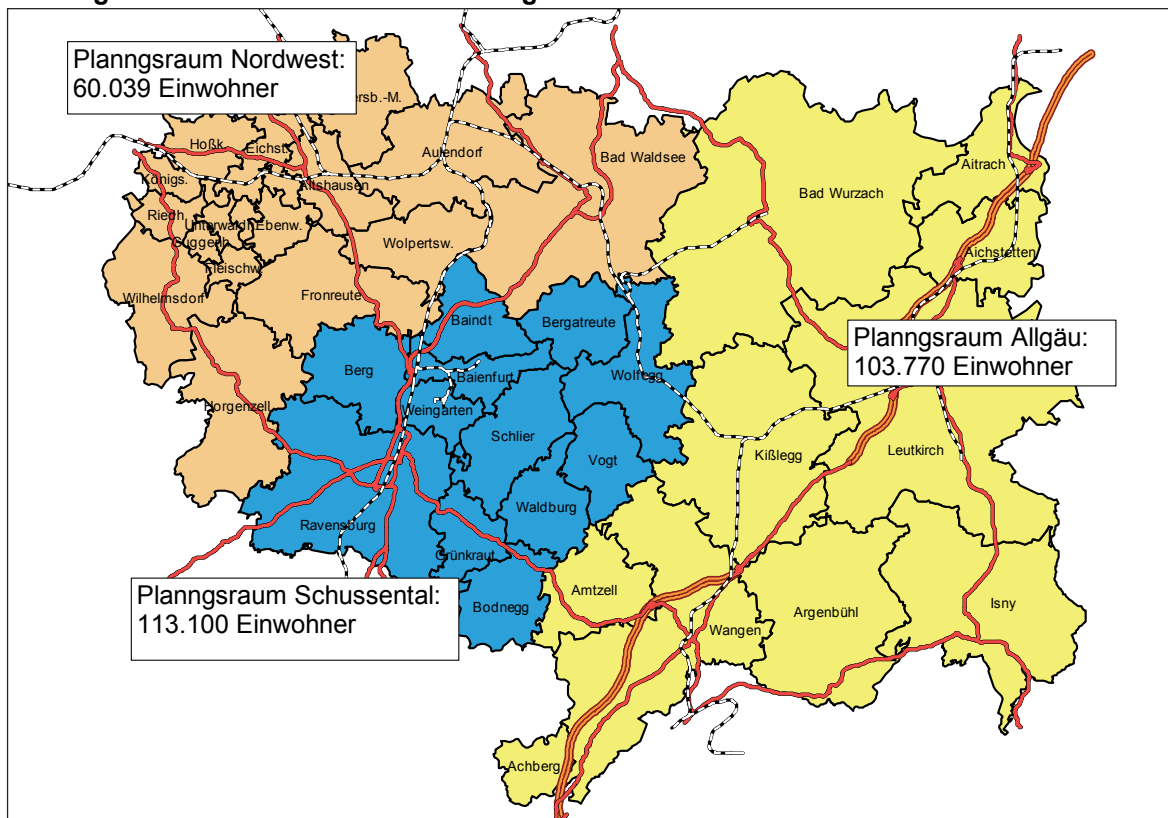 Planngsraum Nordwest:
60.039 Einwohner
ersb.-M.
Hoßk.
Eichst.
Aulendorf
Bad Waldsee
Aitrach
Königs.
Altshausen
Bad Wurzach
Riedh.
Unterwaldh.
Ebenw.
Guggenh.
Wolpertsw.
Aichstetten
Fleischw.
Wilhelmsdorf
Fronreute
Baindt
Bergatreute
Planngsraum Allgäu:
103.770 Einwohner
Berg
Baienfurt
Wolfegg
Horgenzell
Weingarten
Schlier
Vogt
Kißlegg
Leutkirch
Waldburg
Ravensburg
Grünkraut
Planngsraum Schussental:
113.100 Einwohner
Bodnegg
Amtzell
Argenbühl
Isny
Wangen
Achberg